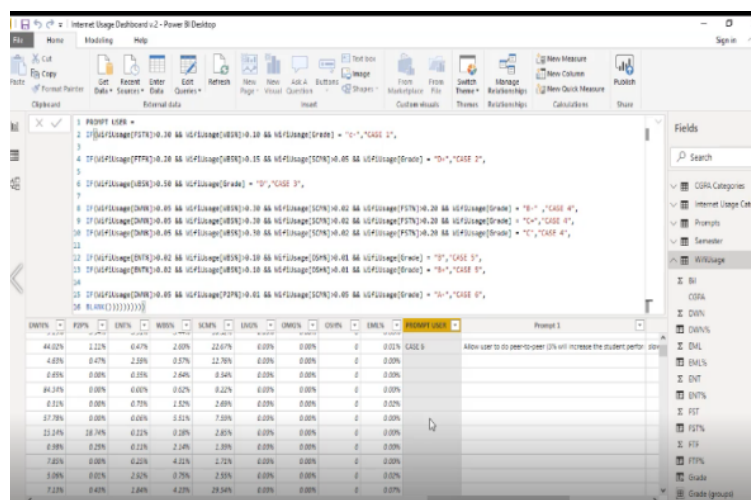 Internet Usage Dashboard v.2 - Power BI Desktop
Sign in
File Home Modeling Help
Paste
Cut
Copy
Format Painter
Get Data
Recent Sources
Enter Data
Edit Queries
Refresh
New Page
New Visual
Ask A Question
Buttons
Text box
Image
Shapes
From Marketplace
From File
Switch Theme
Manage Relationships
New Measure
New Column
New Quick Measure
Publish
Clipboard External data Insert Custom visuals Themes Relationships Calculations Share
1 PROMPT USER =
2 IF(WifiUsage[FSTN]>0.30 && WifiUsage[WBSN]>0.10 && WifiUsage[Grade] = "C-","CASE 1",
3
4 IF(WifiUsage[FTPN]>0.20 && WifiUsage[WBSN]>0.15 && WifiUsage[SCMN]>0.05 && WifiUsage[Grade] = "D+","CASE 2",
5
6 IF(WifiUsage[WBSN]>0.50 && WifiUsage[Grade] = "D","CASE 3",
7
8 IF(WifiUsage[DWNN]>0.05 && WifiUsage[WBSN]>0.30 && WifiUsage[SCMN]>0.02 && WifiUsage[FSTN]>0.20 && WifiUsage[Grade] = "B-" ,"CASE 4",
9 IF(WifiUsage[DWNN]>0.05 && WifiUsage[WBSN]>0.30 && WifiUsage[SCMN]>0.02 && WifiUsage[FSTN]>0.20 && WifiUsage[Grade] = "C+","CASE 4",
10 IF(WifiUsage[DWNN]>0.05 && WifiUsage[WBSN]>0.30 && WifiUsage[SCMN]>0.02 && WifiUsage[FSTN]>0.20 && WifiUsage[Grade] = "C","CASE 4",
11
12 IF(WifiUsage[ENTN]>0.02 && WifiUsage[WBSN]>0.10 && WifiUsage[OSHN]>0.01 && WifiUsage[Grade] = "B","CASE 5",
13 IF(WifiUsage[ENTN]>0.02 && WifiUsage[WBSN]>0.10 && WifiUsage[OSHN]>0.01 && WifiUsage[Grade] = "B+","CASE 5",
14
15 IF(WifiUsage[DWNN]>0.05 && WifiUsage[P2PN]>0.01 && WifiUsage[SCMN]>0.05 && WifiUsage[Grade] = "A-","CASE 6",
16 BLANK())))))))))
DWN% P2P% ENT% WBS% SCM% EML% PROMPT USER Prompt 1
44.02% 1.11% 0.47% 2.60% 22.67% 0.00% 0.00% 0 0.01% CASE 6 Allow user to do peer-to-peer (3% will increase the student perfor
4.63% 0.47% 2.38% 0.57% 12.76% 0.00% 0.00% 0 0.00%
0.65% 0.00% 2.64% 0.54% 0.00% 0.00% 0 0.00%
84.34% 0.00% 0.62% 0.22% 0.00% 0.00% 0 0.00%
0.31% 0.00% 0.75% 1.52% 2.69% 0.00% 0.00% 0 0.02%
57.78% 0.00% 0.06% 5.51% 7.59% 0.00% 0.00% 0 0.00%
18.74% 0.11% 0.18% 2.85% 0.00% 0.00% 0 0.00%
0.98% 0.25% 0.11% 2.14% 0.00% 0.00% 0 0.00%
7.85% 0.00% 0.25% 4.31% 1.71% 0.00% 0.00% 0 0.00%
5.06% 0.01% 2.92% 0.75% 2.55% 0.00% 0.00% 0 0.02%
7.13% 0.43% 2.84% 4.23% 29.54% 0.00% 0.00% 0 0.07%
Fields
Search
CGPA Categories
Internet Usage Cat
Prompts
Semester
WifiUsage
Bil
CGPA
DWN
DWN%
EML
EML%
ENT
ENT%
FST
FST%
FTP
FTP%
Grade
Grade (groups)